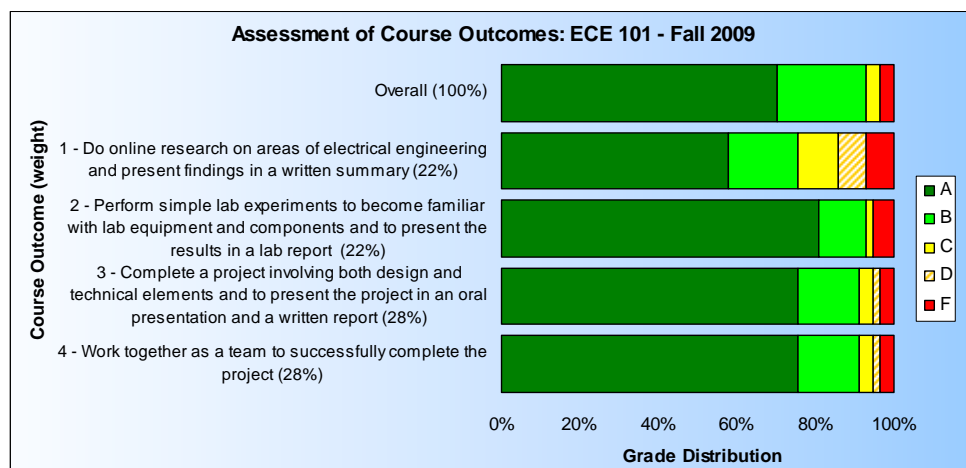 Assessment of Course Outcomes: ECE 101 - Fall 2009
Course Outcome (weight)
Overall (100%)
1 - Do online research on areas of electrical engineering
and present findings in a written summary (22%)
2 - Perform simple lab experiments to become familiar
with lab equipment and components and to present
the results in a lab report (22%)
3 - Complete a project involving both design and
technical elements and to present the project in an oral
presentation and a written report (28%)
4 - Work together as a team to successfully complete the
project (28%)
A
B
C
D
F
0% 20% 40% 60% 80% 100%
Grade Distribution